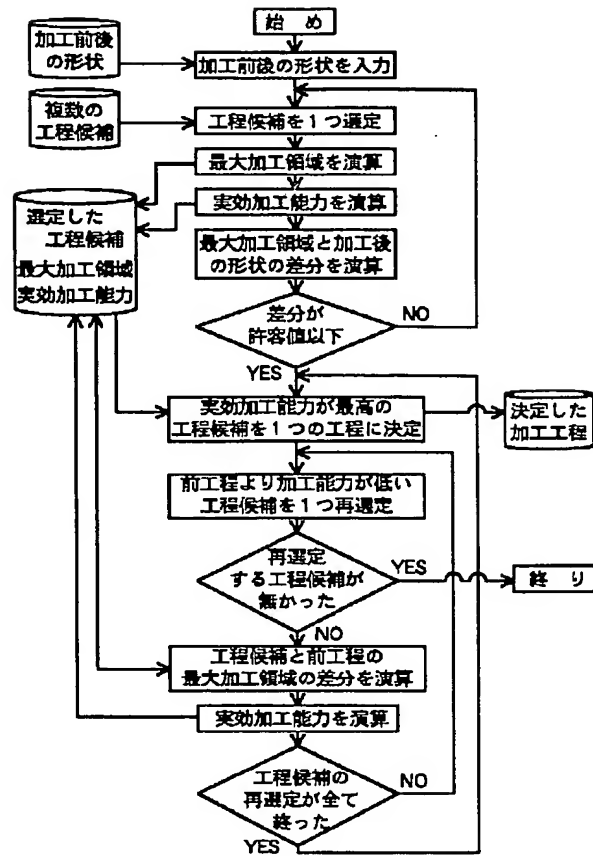 始 め
加工前後
の形状
加工前後の形状を入力
複数の
工程候補
工程候補を1つ選定
最大加工領域を演算
実効加工能力を演算
選定した
工程候補
最大加工領域
実効加工能力
最大加工領域と加工後
の形状の差分を演算
差分が
許容値以下
NO
YES
実効加工能力が最高の
工程候補を1つの工程に決定
決定した
加工工程
前工程より加工能力が低い
工程候補を1つ再選定
再選定
する工程候補が
無かった
YES
終 り
NO
工程候補と前工程の
最大加工領域の差分を演算
実効加工能力を演算
工程候補の
再選定が全て
終った
NO
YES